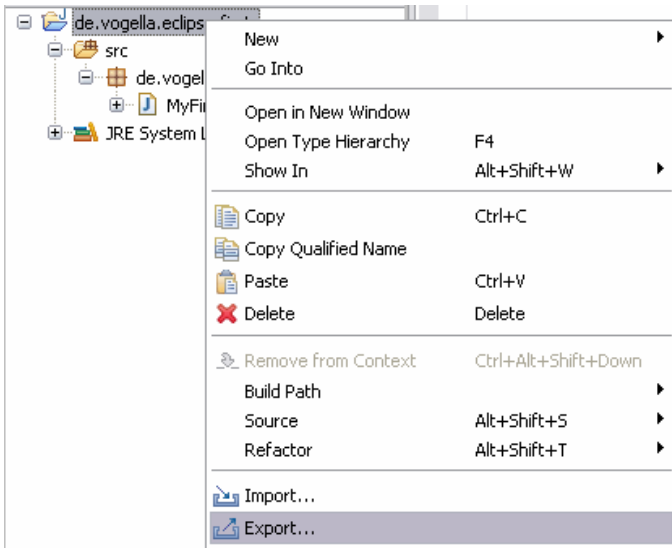 de.vogella.eclips
src
de.vogel
MyFi
JRE System L
New
Go Into
Open in New Window
Open Type Hierarchy F4
Show In Alt+Shift+W
Copy Ctrl+C
Copy Qualified Name
Paste Ctrl+V
Delete Delete
Remove from Context Ctrl+Alt+Shift+Down
Build Path
Source Alt+Shift+S
Refactor Alt+Shift+T
Import...
Export...